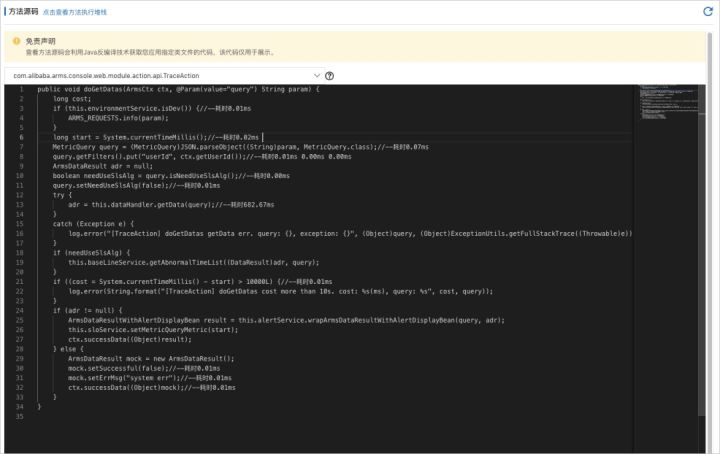 方法源码 点击查看方法执行堆栈
免责声明
查看方法源码会利用Java反编译技术获取您应用指定类文件的代码，该代码仅用于展示。
com.alibaba.arms.console.web.module.action.api.TraceAction
1 public void doGetDatas(ArmsCtx ctx, @Param(value="query") String param) {
2 long cost;
3 if (this.environmentService.isDev()) {//~~耗时0.01ms
4 ARMS_REQUESTS.info(param);
5 }
6 long start = System.currentTimeMillis();//~~耗时0.02ms
7 MetricQuery query = (MetricQuery)JSON.parseObject((String)param, MetricQuery.class);//~~耗时0.07ms
8 query.getFilters().put("userId", ctx.getUserId());//~~耗时0.01ms 0.00ms 0.00ms
9 ArmsDataResult adr = null;
10 boolean needUseSlsAlg = query.isNeedUseSlsAlg();//~~耗时0.00ms
11 query.setNeedUseSlsAlg(false);//~~耗时0.01ms
12 try {
13 adr = this.dataHandler.getData(query);//~~耗时682.67ms
14 }
15 catch (Exception e) {
16 log.error("[TraceAction] doGetDatas getData err. query: {}, exception: {}", (Object)query, (Object)ExceptionUtils.getFullStackTrace((Throwable)e))
17 }
18 if (needUseSlsAlg) {
19 this.baseLineService.getAbnormalTimeList((DataResult)adr, query);
20 }
21 if ((cost = System.currentTimeMillis() - start) > 10000L) {//~~耗时0.01ms
22 log.error(String.format("[TraceAction] doGetDatas cost more than 10s. cost: %s(ms), query: %s", cost, query));
23 }
24 if (adr != null) {
25 ArmsDataResultWithAlertDisplayBean result = this.alertService.wrapArmsDataResultWithAlertDisplayBean(query, adr);
26 this.sloService.setMetricQueryMetric(start);
27 ctx.successData((Object)result);
28 } else {
29 ArmsDataResult mock = new ArmsDataResult();
30 mock.setSuccessful(false);//~~耗时0.00ms
31 mock.setErrMsg("system err");//~~耗时0.01ms
32 ctx.successData((Object)mock);//~~耗时0.01ms
33 }
34 }
35